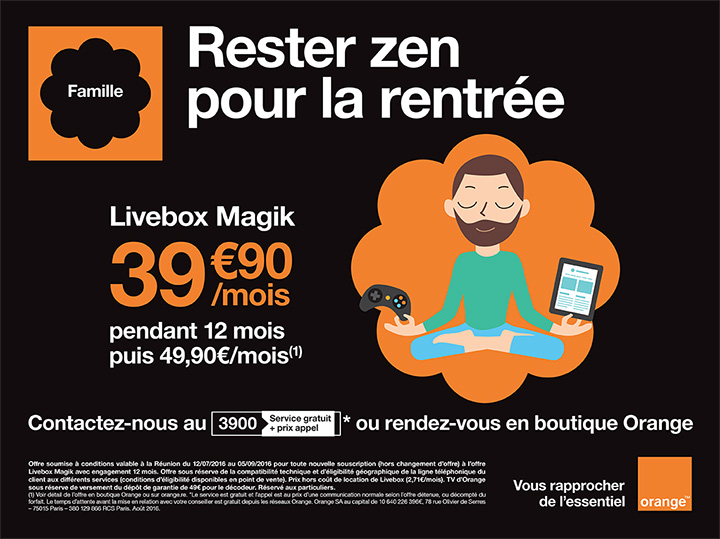 Famille
Rester zen
pour la rentrée
Livebox Magik
39€90
/mois
pendant 12 mois
puis 49,90€/mois(1)
Contactez-nous au 3900 Service gratuit + prix appel * ou rendez-vous en boutique Orange
Offre soumise à conditions valable à la Réunion du 12/07/2016 au 05/09/2016 pour toute nouvelle souscription (hors changement d'offre) à l'offre
Livebox Magik avec engagement 12 mois. Offre sous réserve de la compatibilité technique et d'éligibilité géographique de la ligne téléphonique du
client aux différents services (conditions d'éligibilité disponibles en point de vente). Prix hors coût de location de Livebox (2,71€/mois). TV d'Orange
sous réserve de versement du dépôt de garantie de 49€ pour le décodeur. Réservé aux particuliers.
(1) Voir détail de l'offre en boutique Orange ou sur orange.re. *Le service est gratuit et l'appel est au prix d'une communication normale selon l'offre détenue, ou décompté du
forfait. Le temps d'attente avant la mise en relation avec votre conseiller est gratuit depuis les réseaux Orange. Orange SA au capital de 10 640 226 396€, 78 rue Olivier de Serres
– 75015 Paris – 380 129 866 RCS Paris. Août 2016.
Vous rapprocher
de l'essentiel
orange™